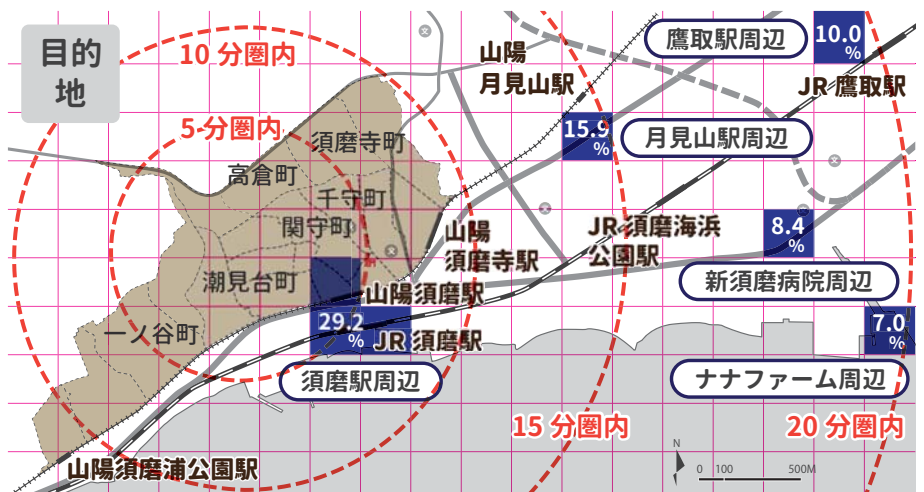 目的
地
10 分圏内
5 分圏内
須磨寺町
高倉町
千守町
関守町
潮見台町
一ノ谷町
山陽
月見山駅
鷹取駅周辺
10.0
%
JR 鷹取駅
15.9
%
月見山駅周辺
山陽
須磨寺駅
JR 須磨海浜
公園駅
8.4
%
新須磨病院周辺
山陽須磨駅
29.2
%
JR 須磨駅
須磨駅周辺
7.0
%
ナナファーム周辺
15 分圏内
20 分圏内
山陽須磨浦公園駅
N
0 100 500M
文
文
文
文